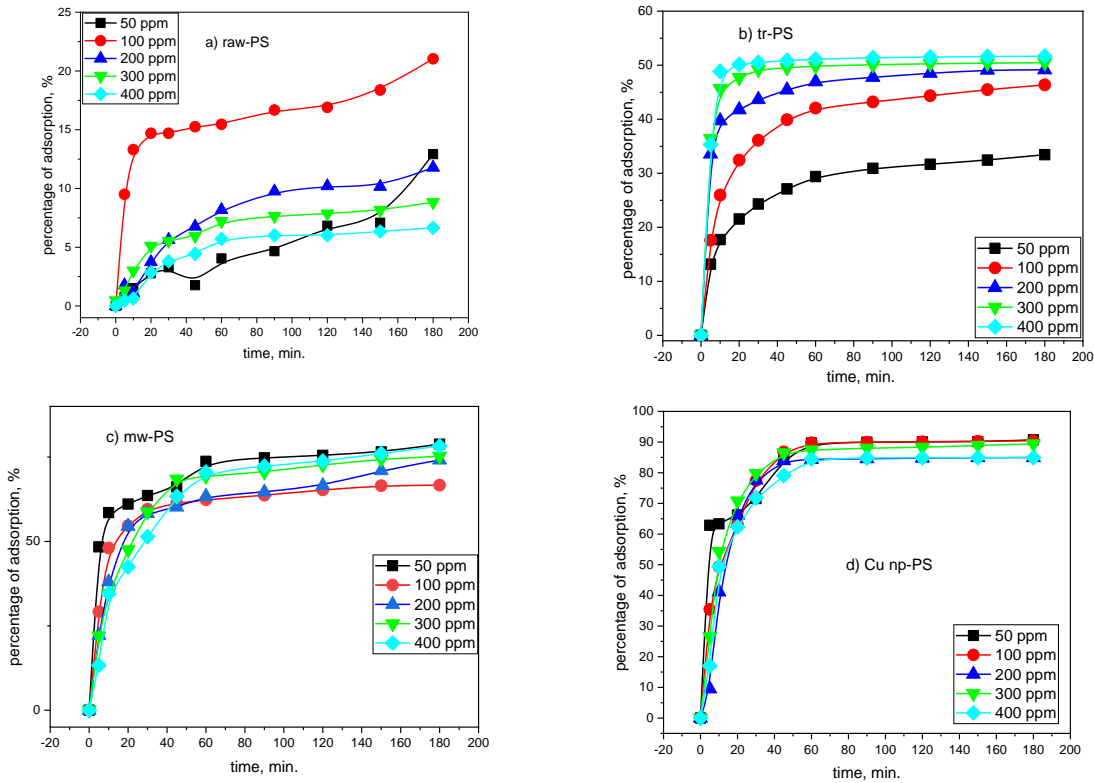 a) raw-PS
50 ppm
100 ppm
200 ppm
300 ppm
400 ppm
percentage of adsorption, %
25
20
15
10
5
0
-20 0 20 40 60 80 100 120 140 160 180 200
time, min.
b) tr-PS
50 ppm
100 ppm
200 ppm
300 ppm
400 ppm
percentage of adsorption, %
60
50
40
30
20
10
0
-20 0 20 40 60 80 100 120 140 160 180 200
time, min.
c) mw-PS
50 ppm
100 ppm
200 ppm
300 ppm
400 ppm
percentage of adsorption, %
50
0
-20 0 20 40 60 80 100 120 140 160 180 200
time, min.
d) Cu np-PS
50 ppm
100 ppm
200 ppm
300 ppm
400 ppm
percentage of adsorption, %
100
90
80
70
60
50
40
30
20
10
0
-20 0 20 40 60 80 100 120 140 160 180 200
time, min.